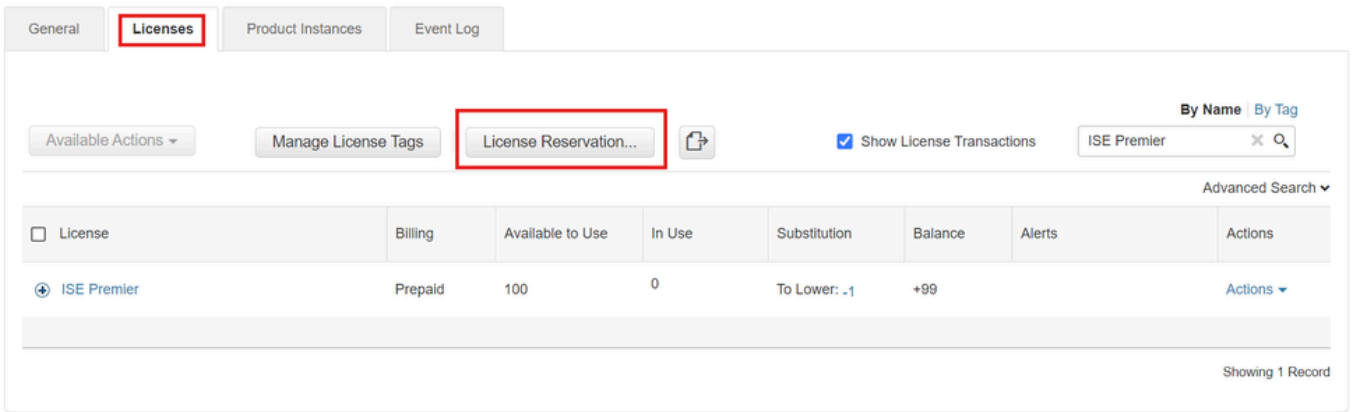 General Licenses Product Instances Event Log
By Name | By Tag
Available Actions Manage License Tags License Reservation... Show License Transactions ISE Premier
Advanced Search
License Billing Available to Use In Use Substitution Balance Alerts Actions
ISE Premier Prepaid 100 0 To Lower: -1 +99 Actions
Showing 1 Record